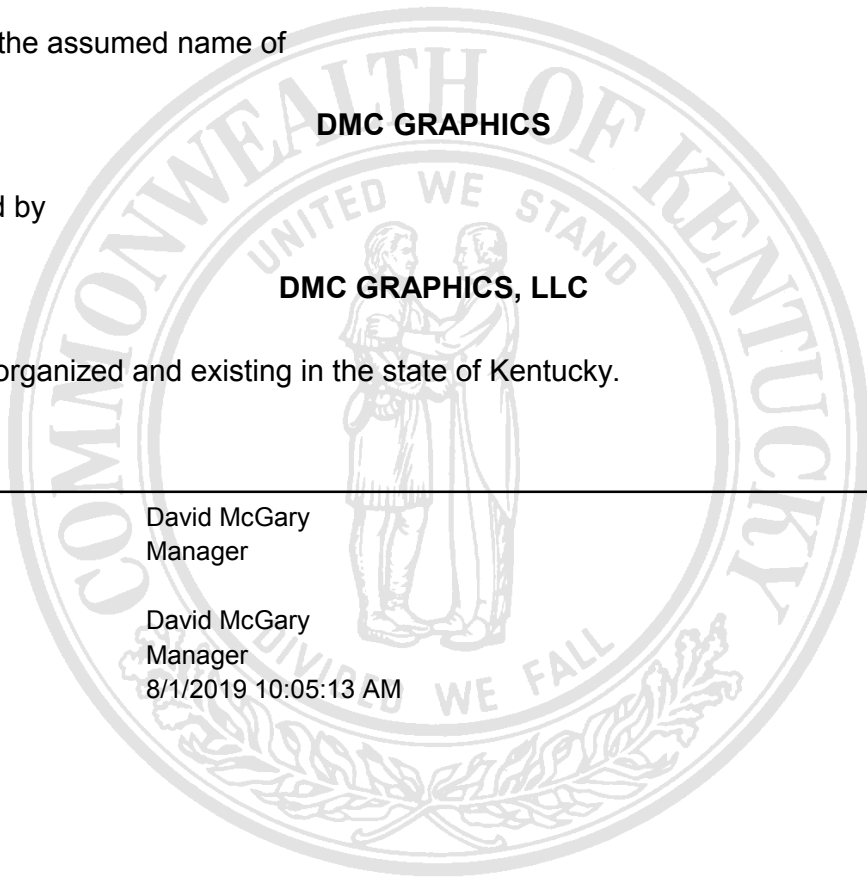 the assumed name of
DMC GRAPHICS
d by
DMC GRAPHICS, LLC
organized and existing in the state of Kentucky.
David McGary
Manager
David McGary
Manager
8/1/2019 10:05:13 AM
COMMONWEALTH OF KENTUCKY
UNITED WE STAND
DIVIDED WE FALL